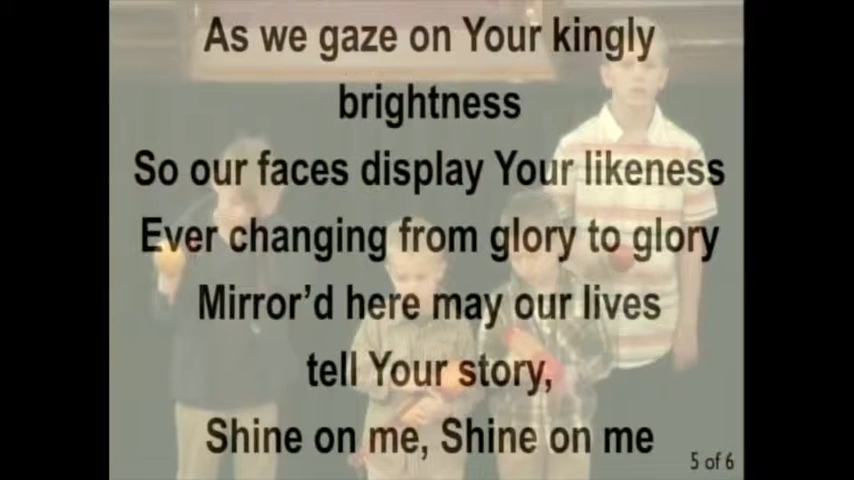 As we gaze on Your kingly
brightness
So our faces display Your likeness
Ever changing from glory to glory
Mirror’d here may our lives
tell Your story,
Shine on me, Shine on me
5 of 6